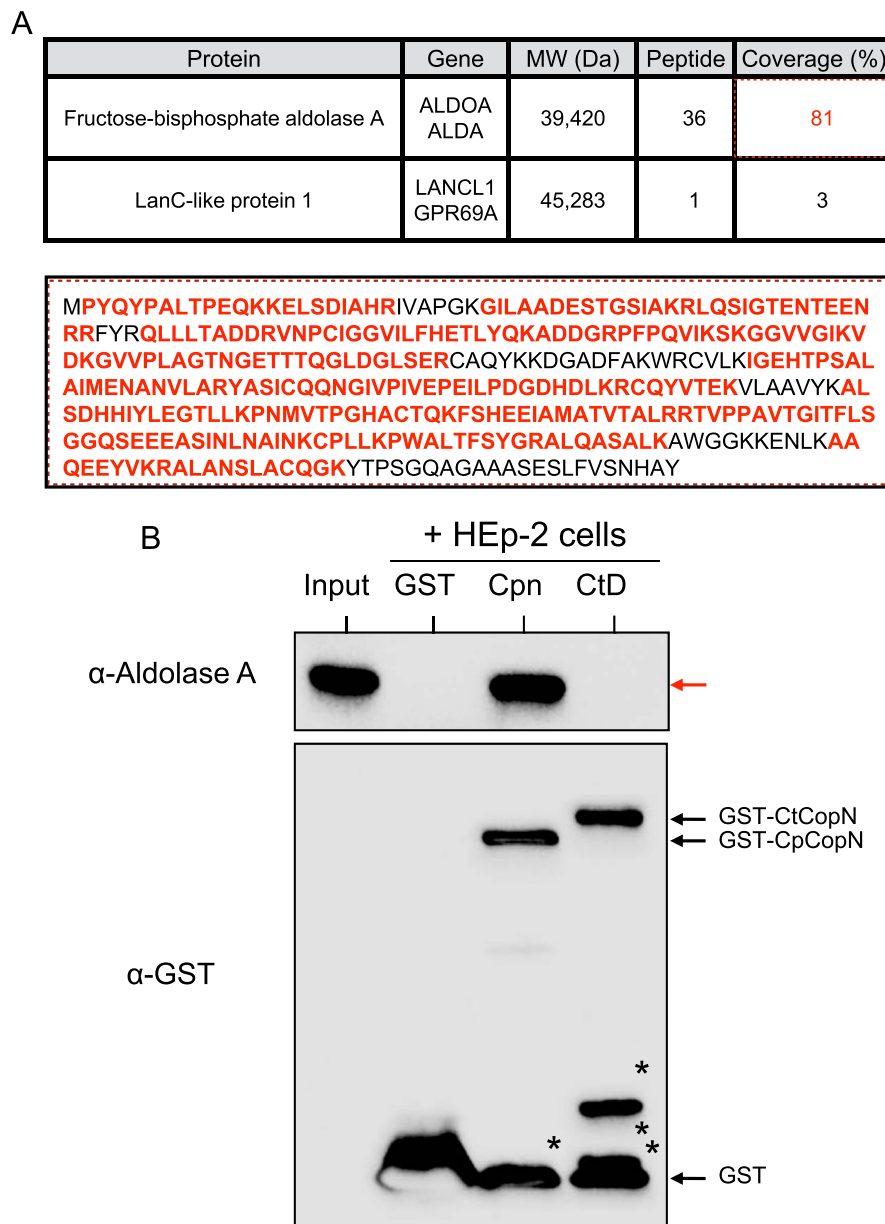 A
Protein Gene MW (Da) Peptide Coverage (%)
Fructose-bisphosphate aldolase A ALDOA ALDA 39,420 36 81
LanC-like protein 1 LANCL1 GPR69A 45,283 1 3
MPYQYPALTPEQKKELSDIAHRIVAPGKGILAADESTGSIAKRLQSIGTENTEEN
RRFYRQLLLTADDRVNPCIGGVILFHETLYQKADDGRPFPQVIKSKGGVVGIKV
DKGVVPLAGTNGETTTQGLDGLSERCAQYKKDGADFAKWRCVLKIGEHTPSAL
AIMENANVLARYASICQQNGIVPIVEPEILPDGDHDLKRCQYVTEKVLAAVYKAL
SDHHIYLEGTLLKPNMVTPGHACTQKFSHEEIAMATVTALRRTVPPAVTGITFLS
GGQSEEEASINLNAINKCPLLKPWALTFSYGRALQASALKAWGGKKENLKAA
QEEYVKRALANSLACQGKYTPSGQAGAAASESLFVSNHAY
B
+ HEp-2 cells
Input GST Cpn CtD
α-Aldolase A
GST-CtCopN
GST-CpCopN
α-GST
*
*
* *
GST